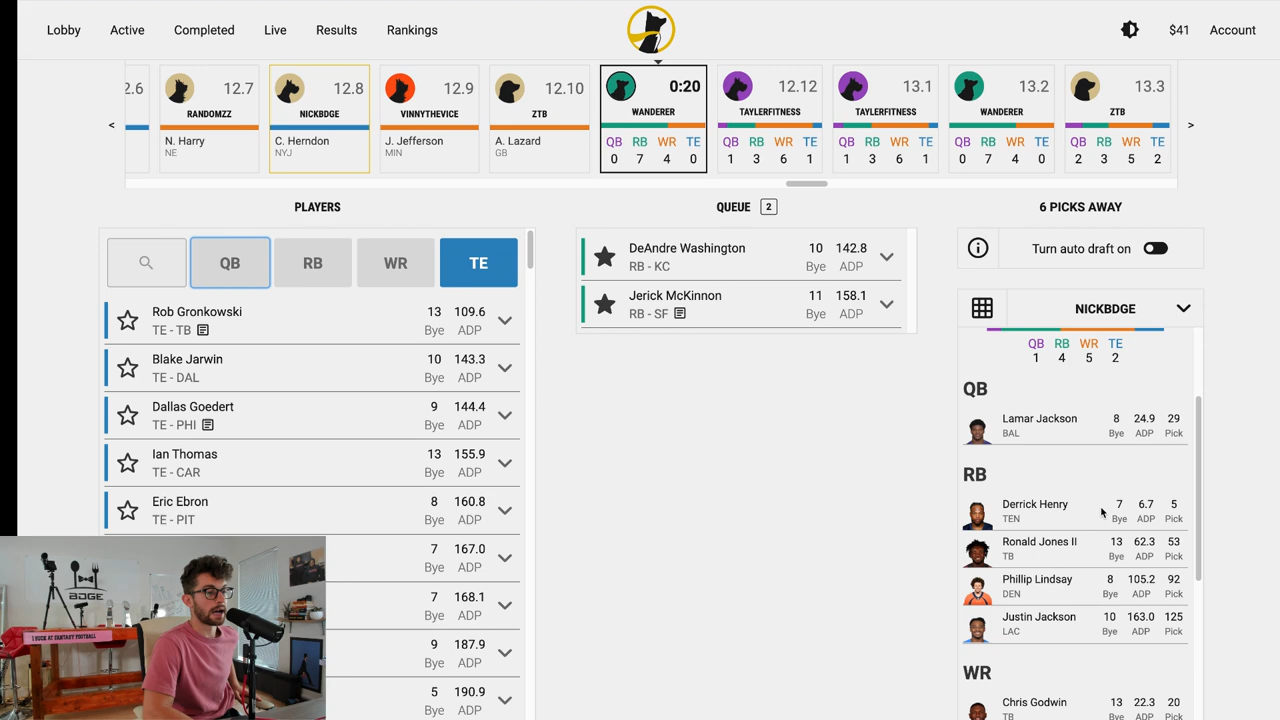 Lobby Active Completed Live Results Rankings $41 Account
< 2.6 12.7 12.8 12.9 12.10 0:20 12.12 13.1 13.2 13.3 >
RANDOMZZ NICKBDGE VINNYTHEVICE ZTB WANDERER TAYLERFITNESS TAYLERFITNESS WANDERER ZTB
N. Harry C. Herndon J. Jefferson A. Lazard QB RB WR TE QB RB WR TE QB RB WR TE QB RB WR TE QB RB WR TE
NE NYJ MIN GB 0 7 4 0 1 3 6 1 1 3 6 1 0 7 4 0 2 3 5 2
PLAYERS
QB RB WR TE
Rob Gronkowski 13 109.6
TE - TB Bye ADP
Blake Jarwin 10 143.3
TE - DAL Bye ADP
Dallas Goedert 9 144.4
TE - PHI Bye ADP
Ian Thomas 13 155.9
TE - CAR Bye ADP
Eric Ebron 8 160.8
TE - PIT Bye ADP
7 167.0
Bye ADP
7 168.1
Bye ADP
9 187.9
Bye ADP
5 190.9
Bye ADP
QUEUE 2
DeAndre Washington 10 142.8
RB - KC Bye ADP
Jerick McKinnon 11 158.1
RB - SF Bye ADP
6 PICKS AWAY
Turn auto draft on
NICKBDGE
QB RB WR TE
1 4 5 2
QB
Lamar Jackson 8 24.9 29
BAL Bye ADP Pick
RB
Derrick Henry 7 6.7 5
TEN Bye ADP Pick
Ronald Jones II 13 62.3 53
TB Bye ADP Pick
Phillip Lindsay 8 105.2 92
DEN Bye ADP Pick
Justin Jackson 10 163.0 125
LAC Bye ADP Pick
WR
Chris Godwin 13 22.3 20
TB Bye ADP Pick
BDGE
I SUCK AT FANTASY FOOTBALL